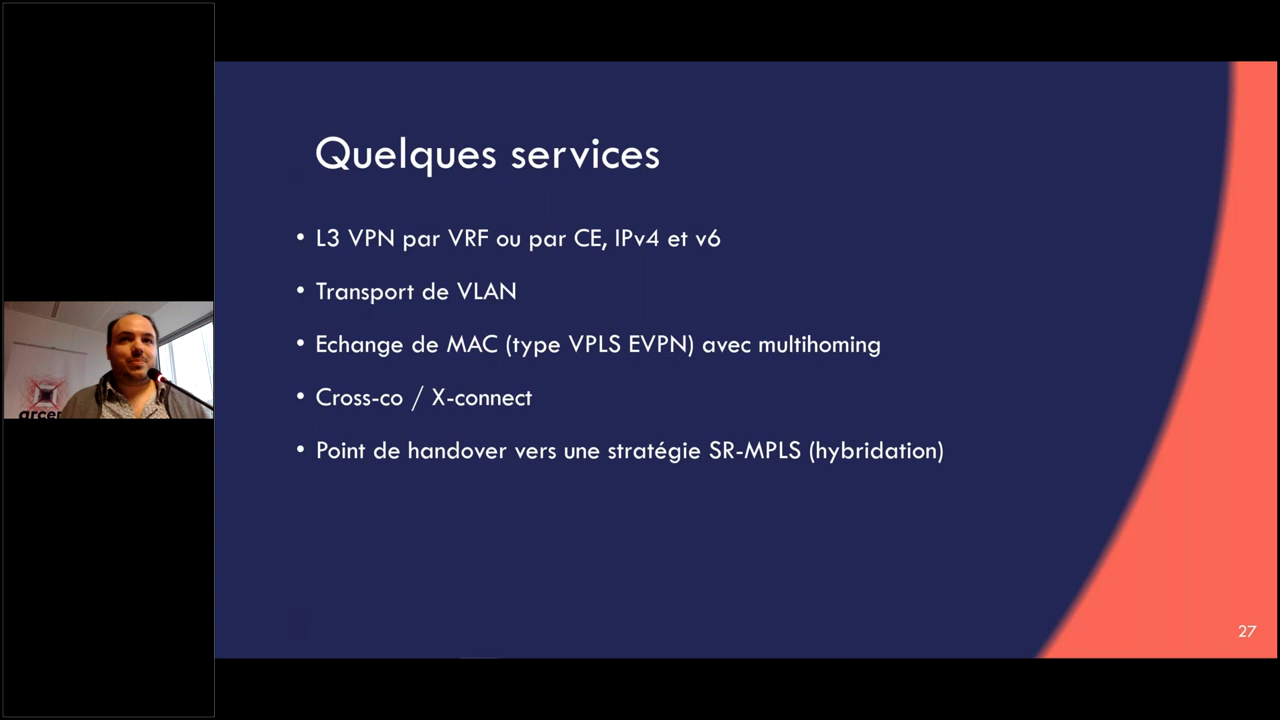 Quelques services
• L3 VPN par VRF ou par CE, IPv4 et v6
• Transport de VLAN
• Echange de MAC (type VPLS EVPN) avec multihoming
• Cross-co / X-connect
• Point de handover vers une stratégie SR-MPLS (hybridation)
arcep
27